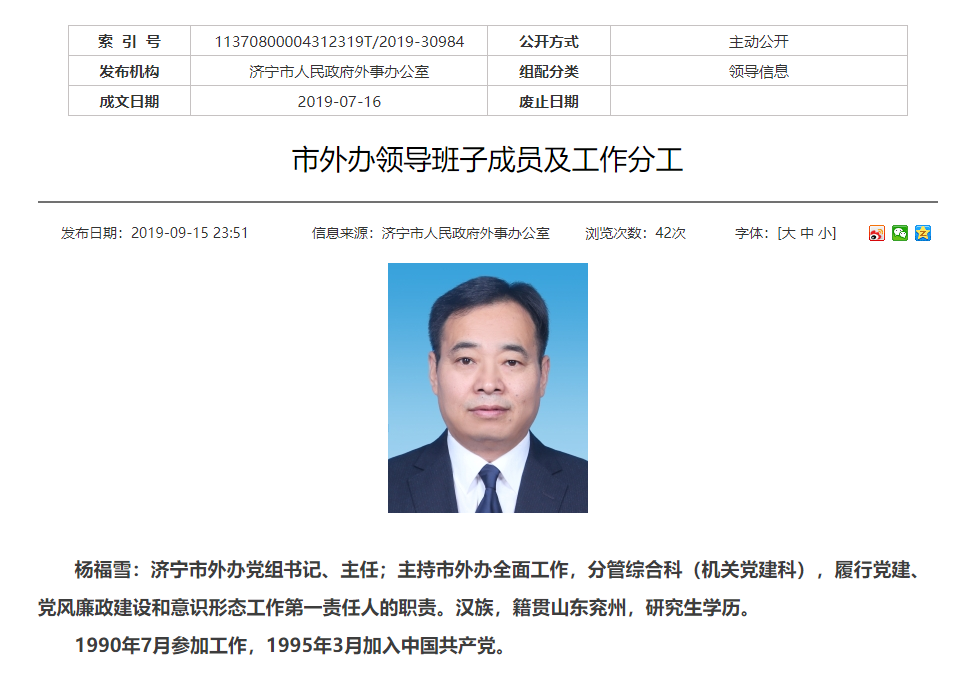 索 引 号 11370800004312319T/2019-30984 公开方式 主动公开
发布机构 济宁市人民政府外事办公室 组配分类 领导信息
成文日期 2019-07-16 废止日期
市外办领导班子成员及工作分工
发布日期：2019-09-15 23:51 信息来源：济宁市人民政府外事办公室 浏览次数：42次 字体：[大 中 小]
杨福雪：济宁市外办党组书记、主任；主持市外办全面工作，分管综合科（机关党建科），履行党建、
党风廉政建设和意识形态工作第一责任人的职责。汉族，籍贯山东兖州，研究生学历。
1990年7月参加工作，1995年3月加入中国共产党。